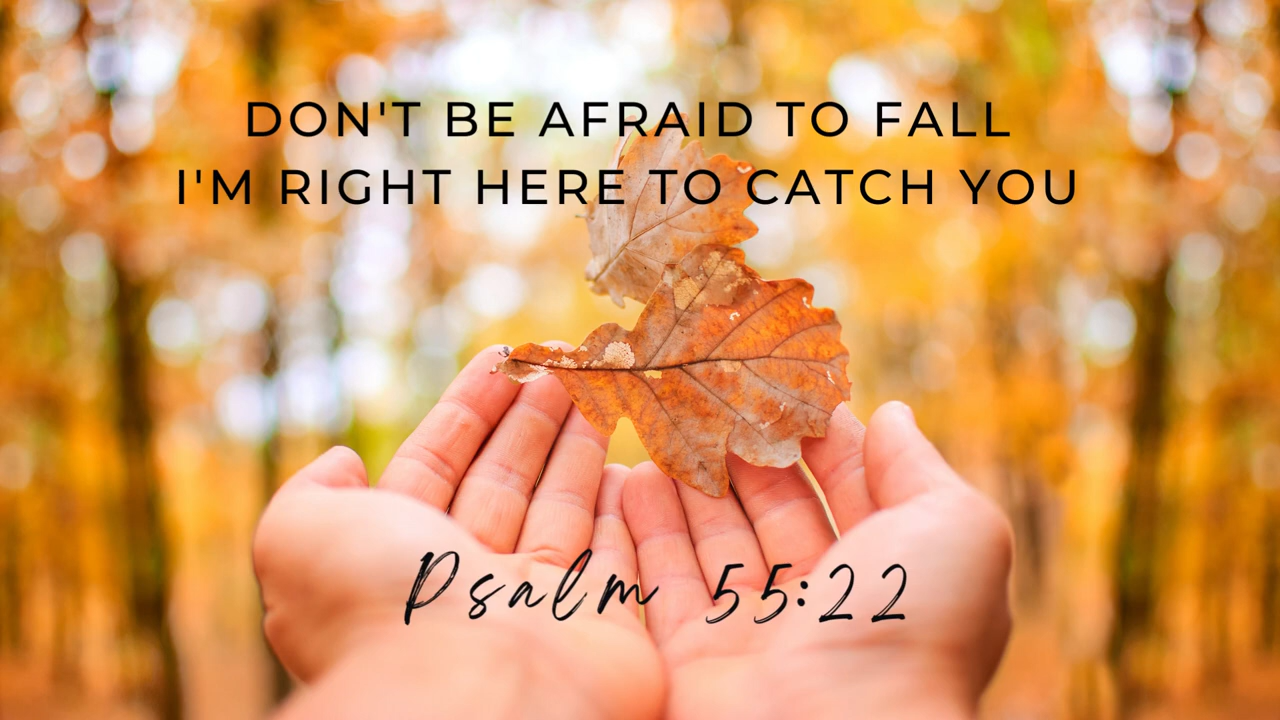 DON'T BE AFRAID TO FALL
I'M RIGHT HERE TO CATCH YOU
Psalm 55:22